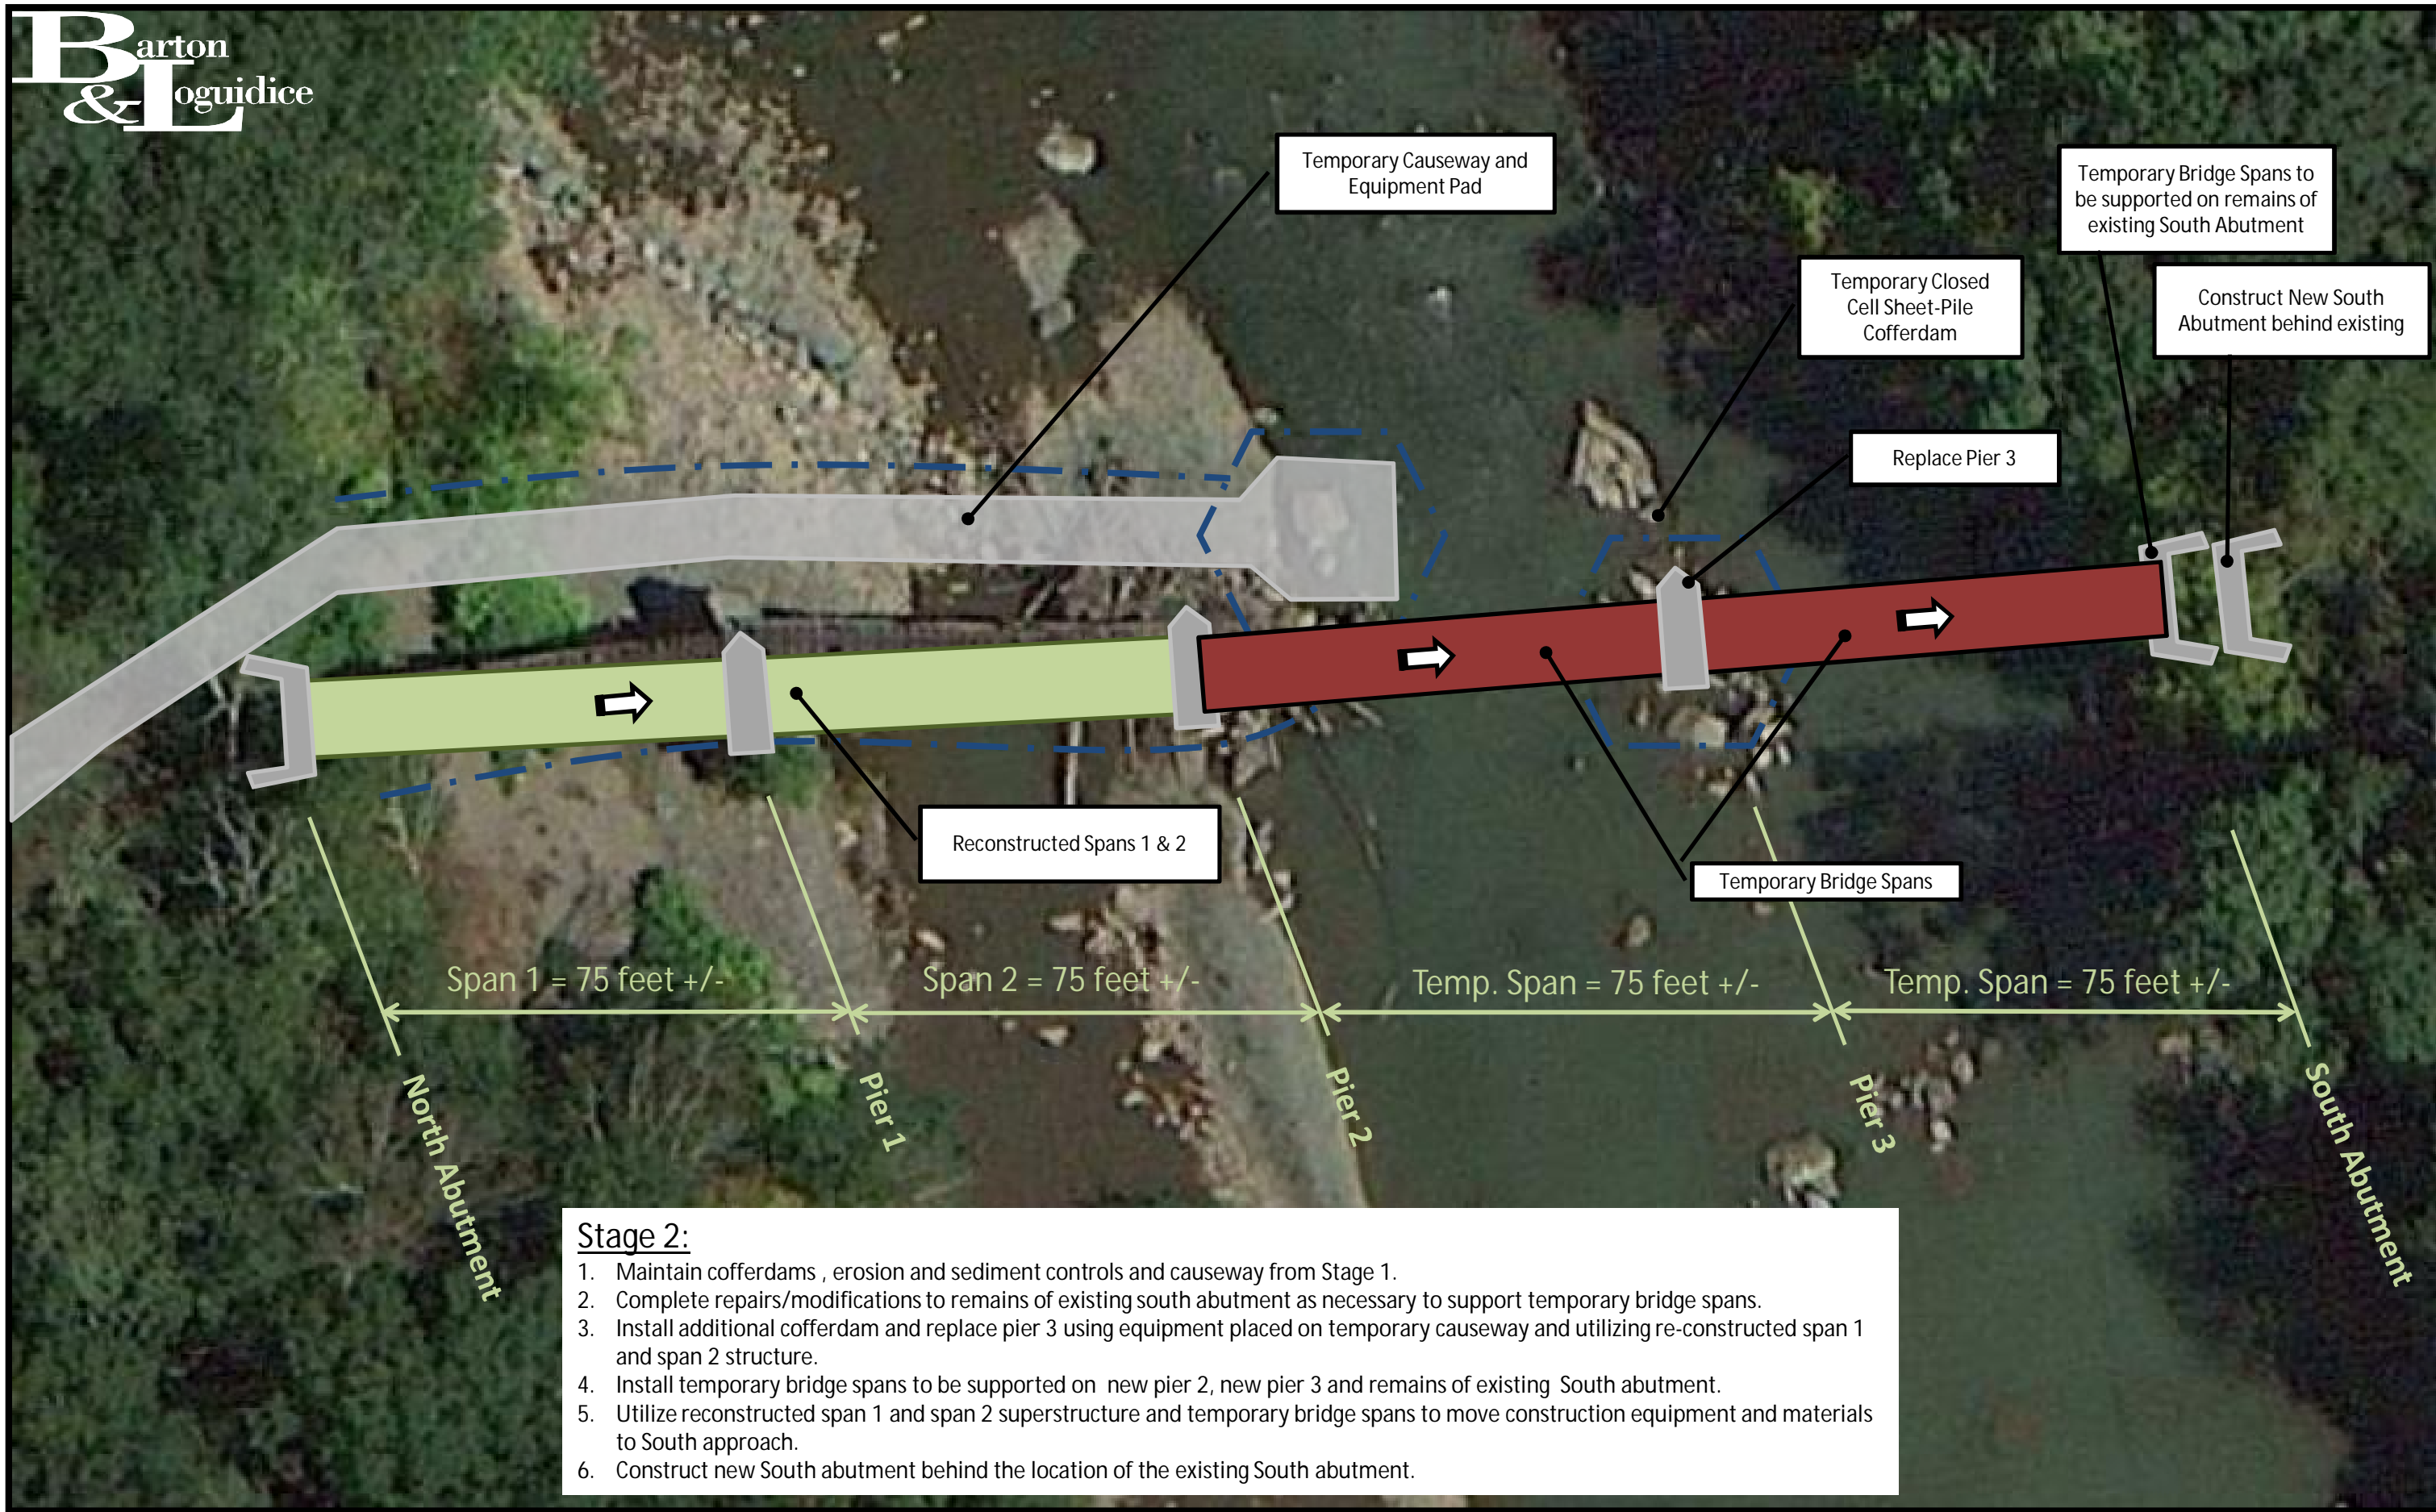 Barton
& Loguidice
Temporary Causeway and
Equipment Pad
Temporary Bridge Spans to
be supported on remains of
existing South Abutment
Temporary Closed
Cell Sheet-Pile
Cofferdam
Construct New South
Abutment behind existing
Replace Pier 3
Reconstructed Spans 1 & 2
Temporary Bridge Spans
Span 1 = 75 feet +/-
Span 2 = 75 feet +/-
Temp. Span = 75 feet +/-
Temp. Span = 75 feet +/-
North Abutment
Pier 1
Pier 2
Pier 3
South Abutment
Stage 2:
1. Maintain cofferdams , erosion and sediment controls and causeway from Stage 1.
2. Complete repairs/modifications to remains of existing south abutment as necessary to support temporary bridge spans.
3. Install additional cofferdam and replace pier 3 using equipment placed on temporary causeway and utilizing re-constructed span 1
and span 2 structure.
4. Install temporary bridge spans to be supported on new pier 2, new pier 3 and remains of existing South abutment.
5. Utilize reconstructed span 1 and span 2 superstructure and temporary bridge spans to move construction equipment and materials
to South approach.
6. Construct new South abutment behind the location of the existing South abutment.